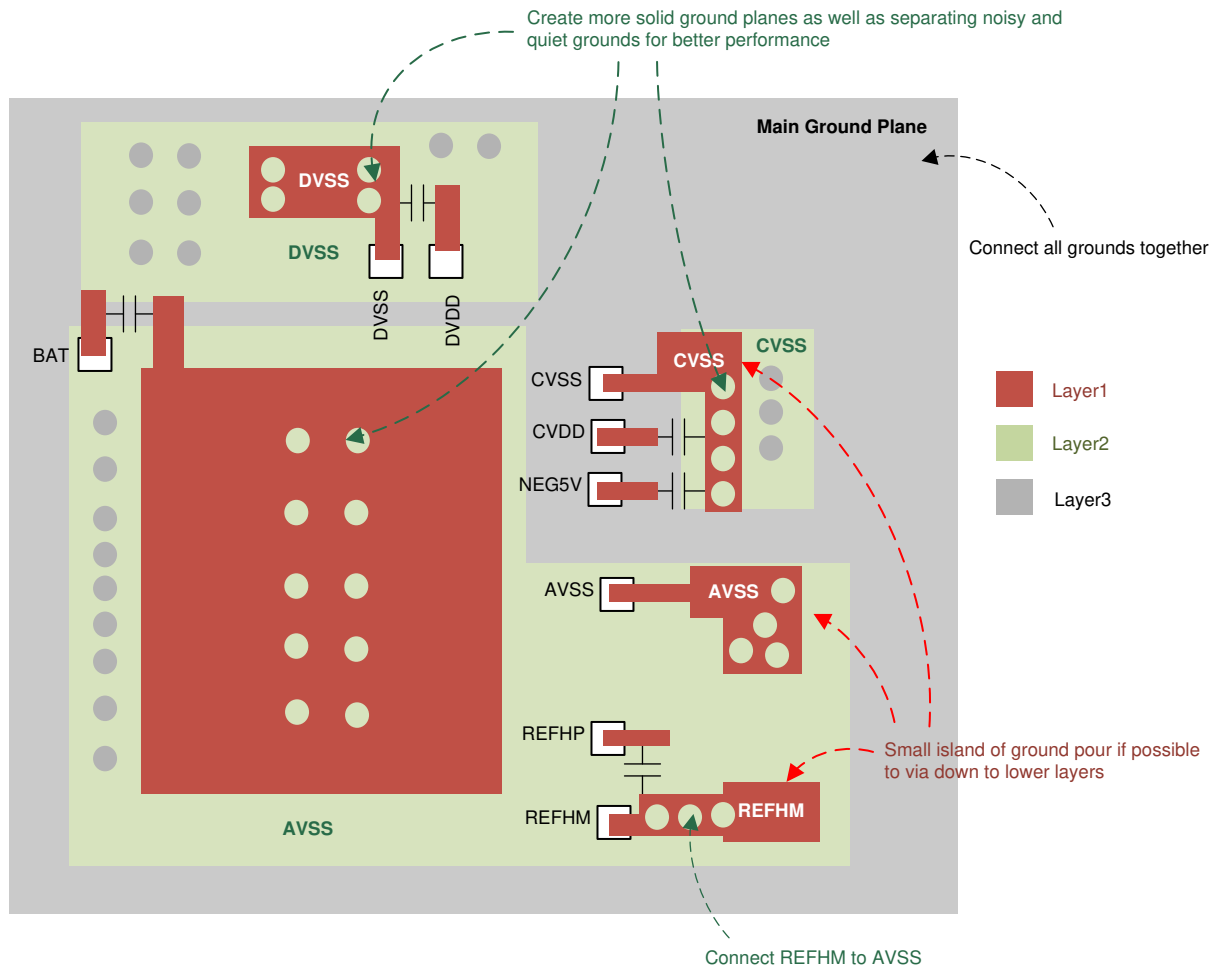 Create more solid ground planes as well as separating noisy and
quiet grounds for better performance
Main Ground Plane
Connect all grounds together
DVSS
DVSS
DVSS
DVDD
BAT
CVSS
CVSS
CVSS
CVDD
NEG5V
Layer1
Layer2
Layer3
AVSS
AVSS
REFHP
Small island of ground pour if possible
to via down to lower layers
REFHM
REFHM
AVSS
Connect REFHM to AVSS